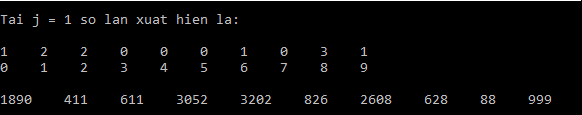 Tai j = 1 so lan xuat hien la:
1 2 2 0 0 0 1 0 3 1
0 1 2 3 4 5 6 7 8 9
1890 411 611 3052 3202 826 2608 628 88 999